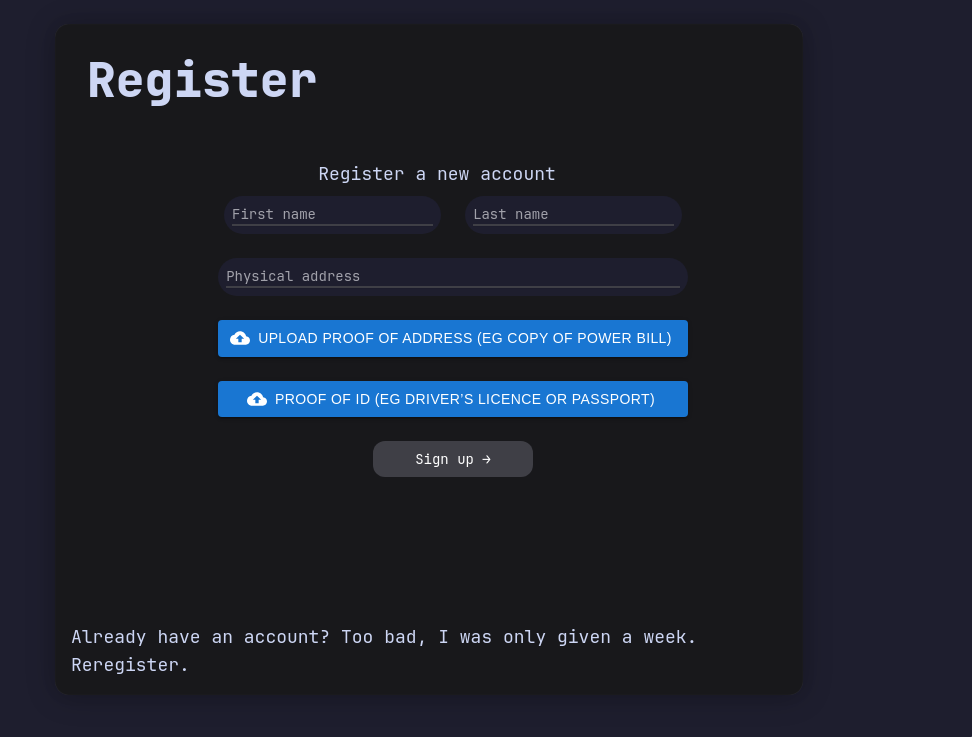 Register
Register a new account
First name
Last name
Physical address
UPLOAD PROOF OF ADDRESS (EG COPY OF POWER BILL)
PROOF OF ID (EG DRIVER’S LICENCE OR PASSPORT)
Sign up →
Already have an account? Too bad, I was only given a week.
Reregister.